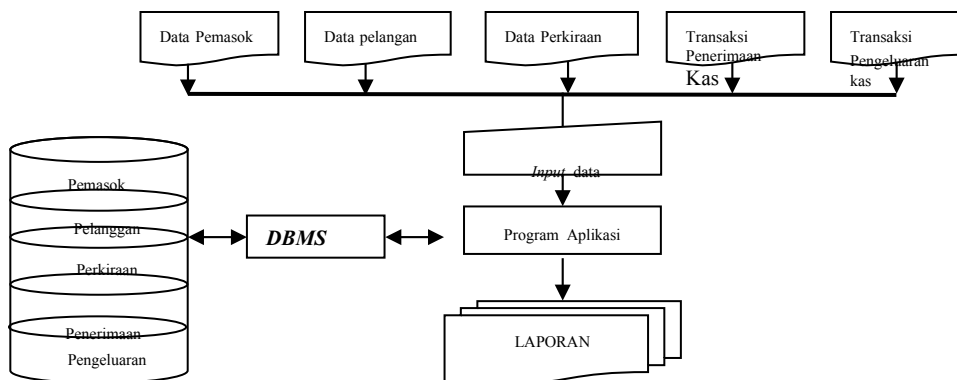 Data Pemasok
Data pelangan
Data Perkiraan
Transaksi
Penerimaan
Kas
Transaksi
Pengeluaran
kas
Input data
Pemasok
Pelanggan
Perkiraan
Penerimaan
Pengeluaran
DBMS
Program Aplikasi
LAPORAN